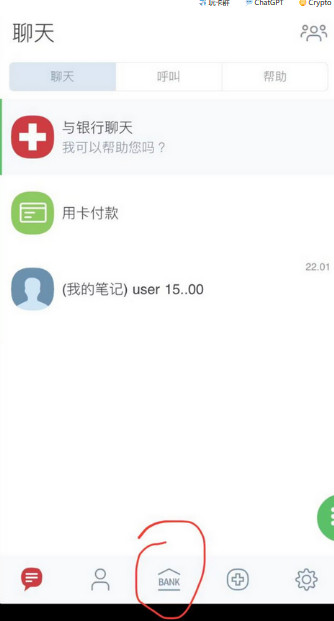 玩卡群 ChatGPT Crypto
聊天
聊天 呼叫 帮助
与银行聊天
我可以帮助您吗？
用卡付款
22.01
(我的笔记) user 15..00
BANK